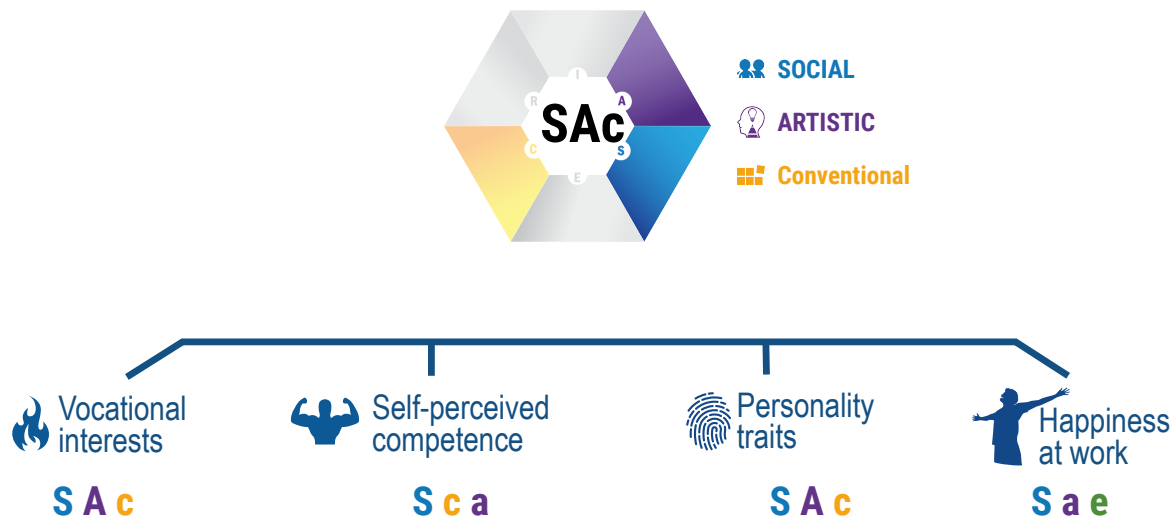 I
R
A
SAc
C
S
E
SOCIAL
ARTISTIC
Conventional
Vocational
interests
S A c
Self-perceived
competence
S c a
Personality
traits
S A c
Happiness
at work
S a e